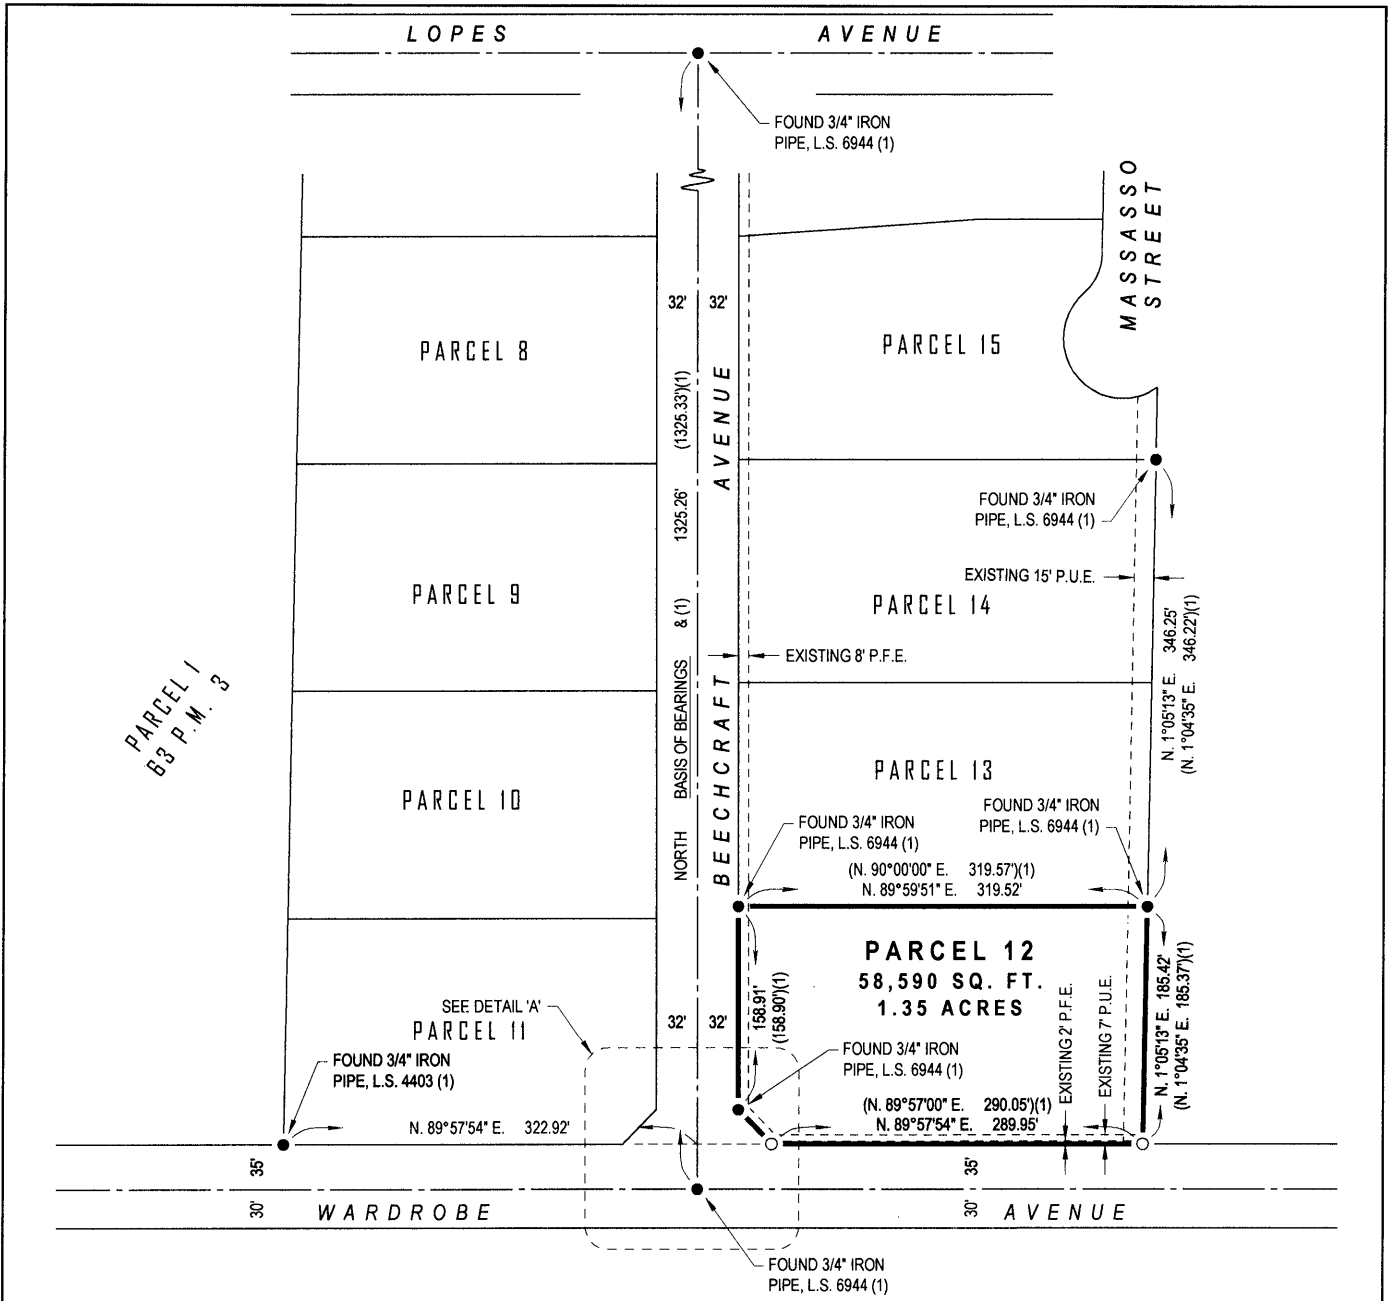 LOPES AVENUE
FOUND 3/4" IRON
PIPE, L.S. 6944 (1)
MASSASSO
STREET
32' 32'
PARCEL 8
PARCEL 15
1325.26' (1325.33')(1)
AVENUE
FOUND 3/4" IRON
PIPE, L.S. 6944 (1)
EXISTING 15' P.U.E.
PARCEL 9
PARCEL 14
& (1)
EXISTING 8' P.F.E.
N. 1°05'13" E. 346.25'
(N. 1°04'35" E. 346.22')(1)
PARCEL 1
63 P.M. 3
NORTH BASIS OF BEARINGS
BEECHCRAFT
PARCEL 10
PARCEL 13
FOUND 3/4" IRON
PIPE, L.S. 6944 (1)
FOUND 3/4" IRON
PIPE, L.S. 6944 (1)
(N. 90°00'00" E. 319.57')(1)
N. 89°59'51" E. 319.52'
PARCEL 12
58,590 SQ. FT.
1.35 ACRES
SEE DETAIL 'A'
PARCEL 11
32' 32'
158.91'
(158.90')(1)
EXISTING 2' P.F.E.
EXISTING 7' P.U.E.
N. 1°05'13" E. 185.42'
(N. 1°04'35" E. 185.37')(1)
FOUND 3/4" IRON
PIPE, L.S. 4403 (1)
FOUND 3/4" IRON
PIPE, L.S. 6944 (1)
N. 89°57'54" E. 322.92'
(N. 89°57'00" E. 290.05')(1)
N. 89°57'54" E. 289.95'
35'
35'
30'
WARDROBE
30'
AVENUE
FOUND 3/4" IRON
PIPE, L.S. 6944 (1)